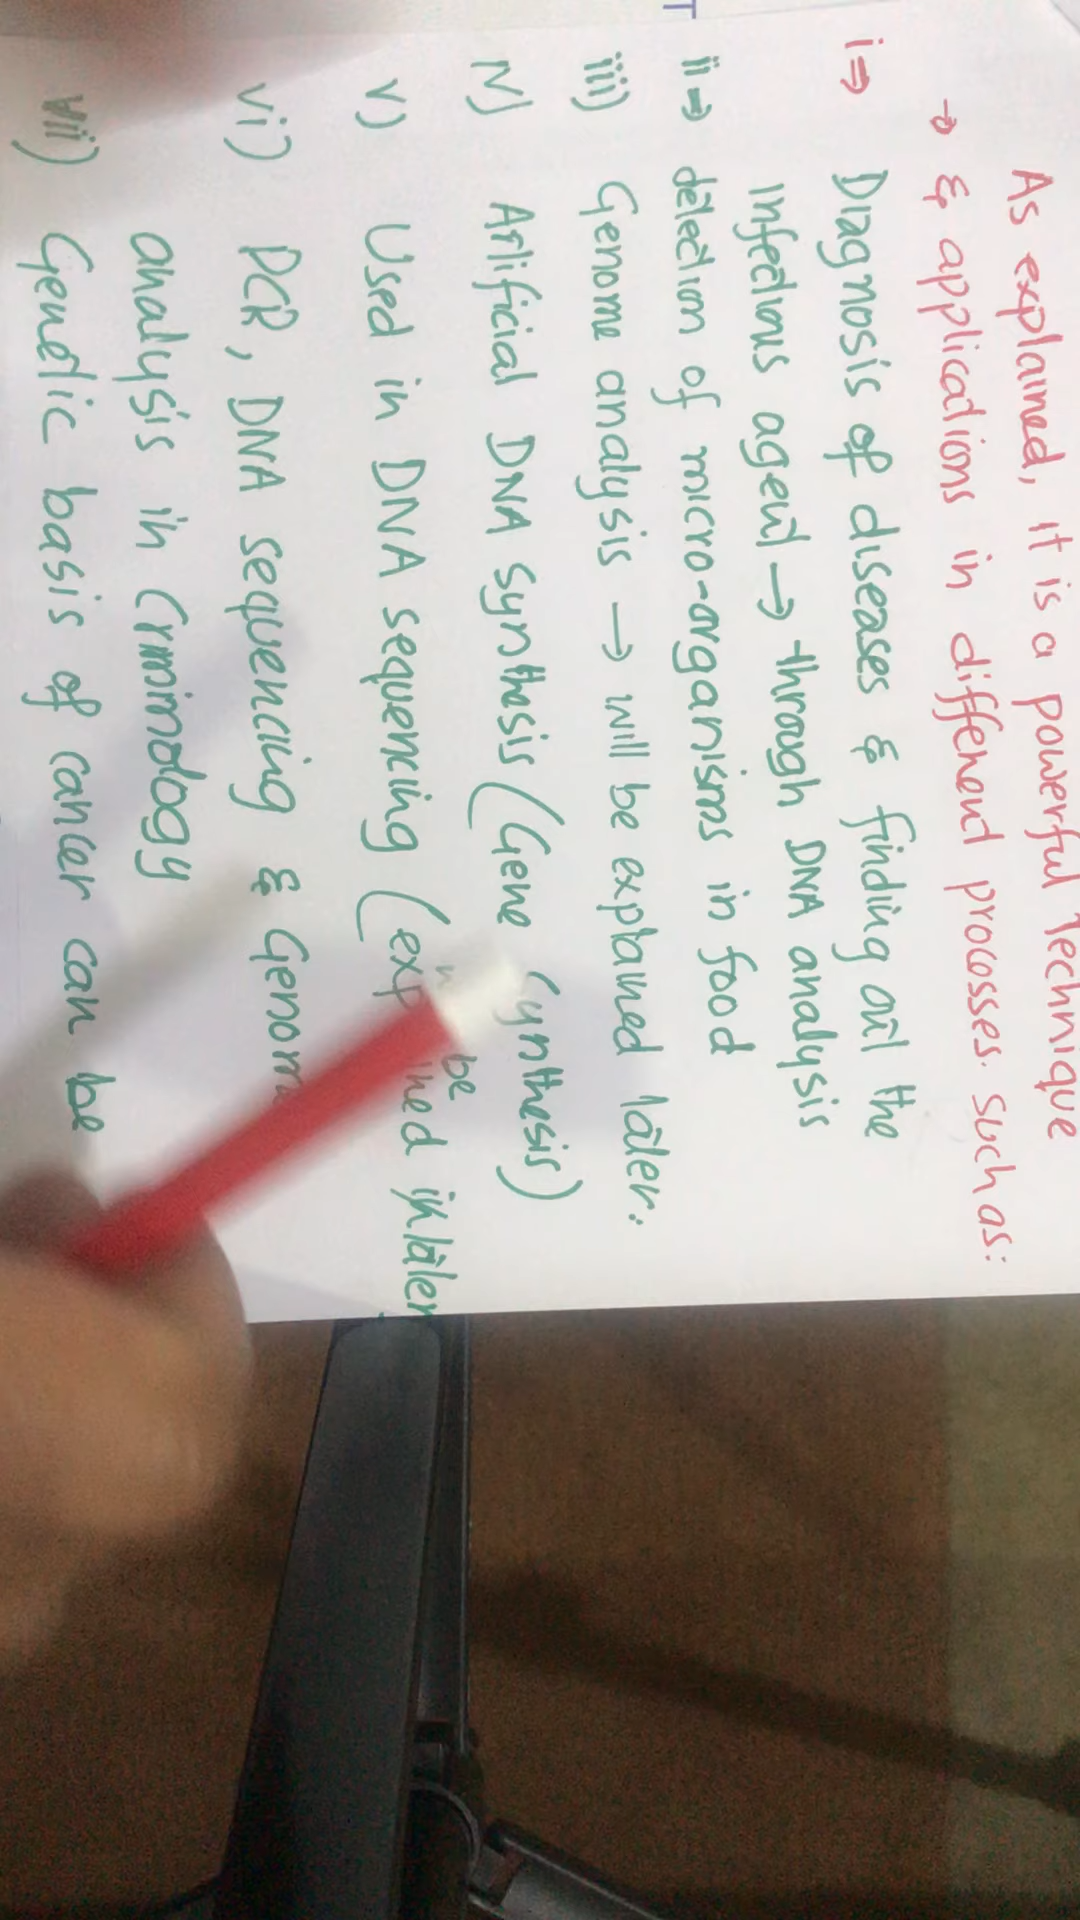 As explained, it is a powerful Technique
→ & applications in different processes. such as:
i⇒ Diagnosis of diseases & finding out the
infectious agent → through DNA analysis
ii⇒ detection of micro-organisms in food
iii) Genome analysis → will be explained later.
iv) Artificial DNA synthesis (Gene Synthesis)
be
v) Used in DNA sequencing (in later
vi) PCR, DNA sequencing &
analysis in Criminology
vii) Genetic basis of cancer can be